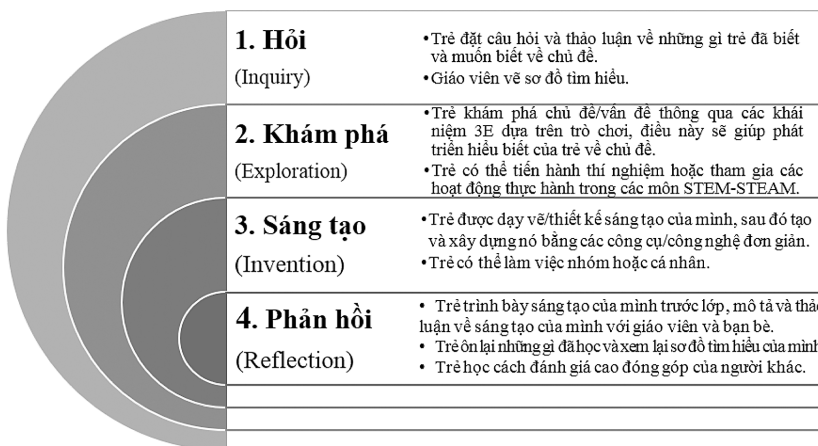 1. Hỏi
(Inquiry)
•Trẻ đặt câu hỏi và thảo luận về những gì trẻ đã biết
và muốn biết về chủ đề.
•Giáo viên vẽ sơ đồ tìm hiểu.
2. Khám phá
(Exploration)
•Trẻ khám phá chủ đề/vấn đề thông qua các khái
niệm 3E dựa trên trò chơi, điều này sẽ giúp phát
triển hiểu biết của trẻ về chủ đề.
•Trẻ có thể tiến hành thí nghiệm hoặc tham gia các
hoạt động thực hành trong các môn STEM-STEAM.
3. Sáng tạo
(Invention)
•Trẻ được dạy vẽ/thiết kế sáng tạo của mình, sau đó tạo
và xây dựng nó bằng các công cụ/công nghệ đơn giản.
•Trẻ có thể làm việc nhóm hoặc cá nhân.
4. Phản hồi
(Reflection)
• Trẻ trình bày sáng tạo của mình trước lớp, mô tả và thảo
luận về sáng tạo của mình với giáo viên và bạn bè.
• Trẻ ôn lại những gì đã học và xem lại sơ đồ tìm hiểu của mình
• Trẻ học cách đánh giá cao đóng góp của người khác.